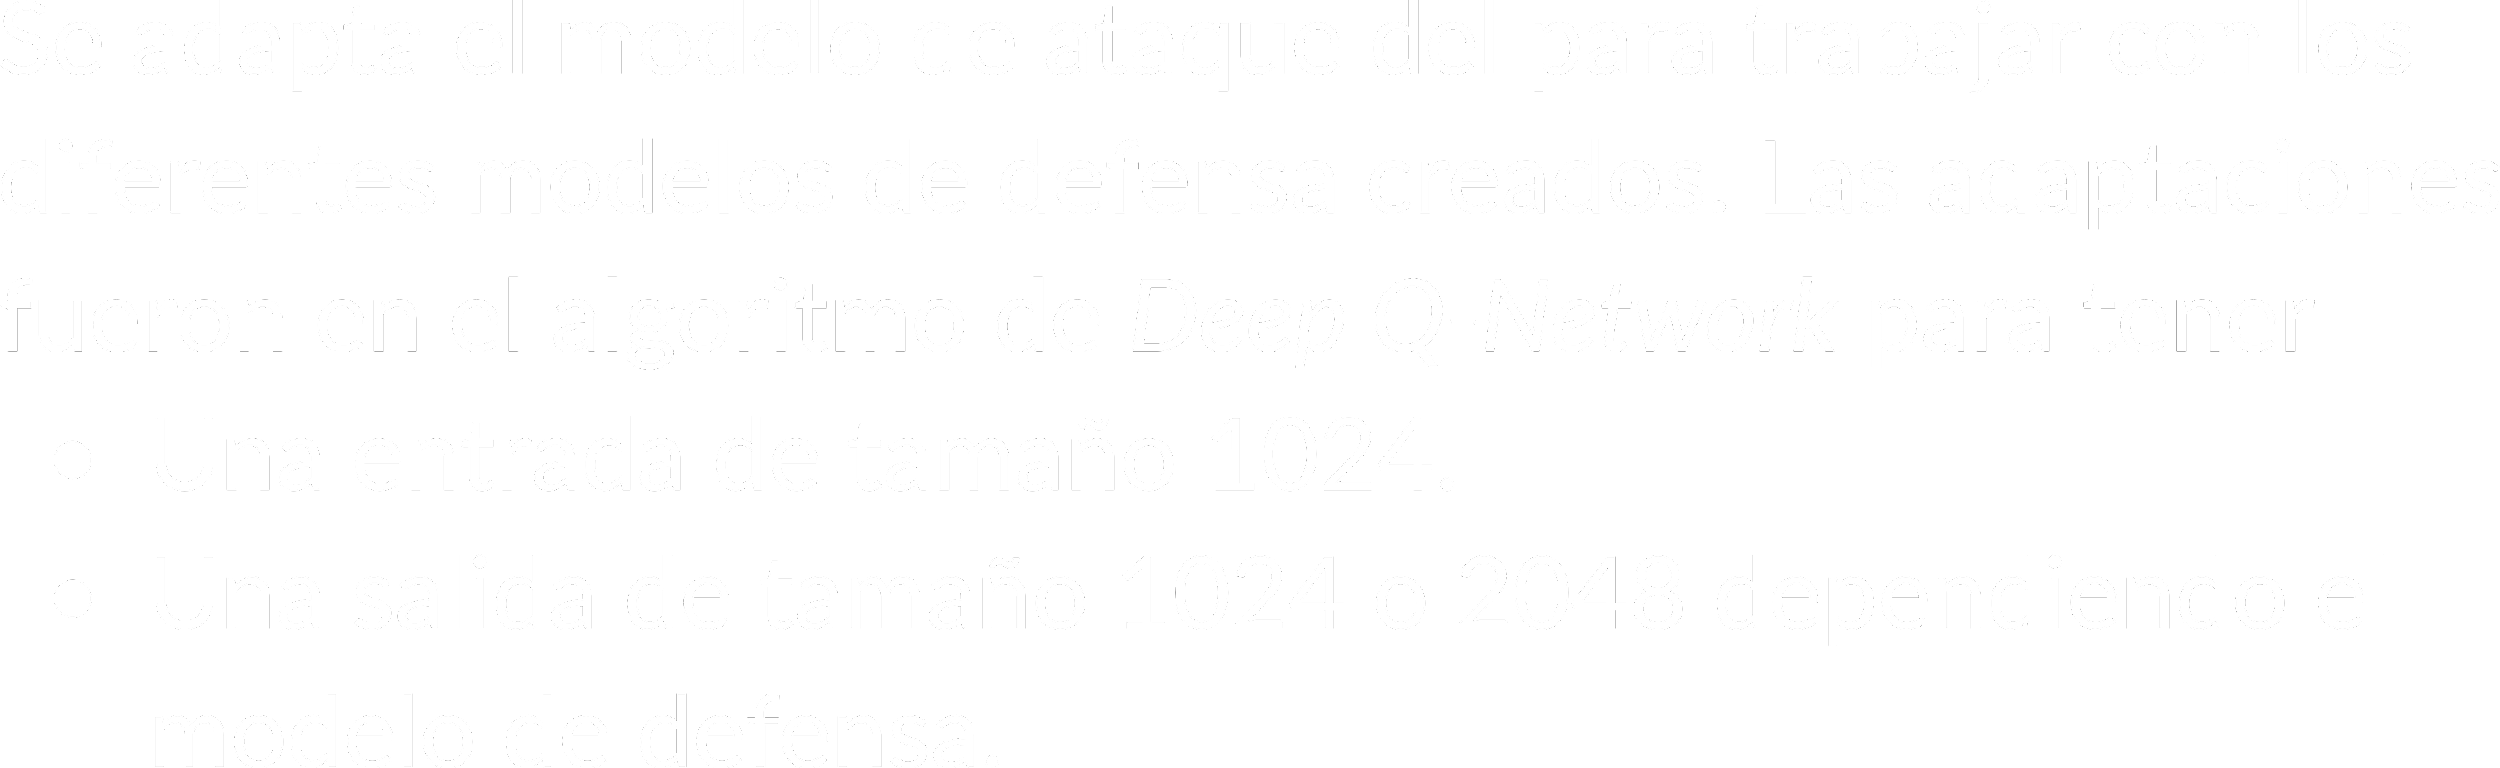 Se adapta el modelo de ataque del para trabajar con los
diferentes modelos de defensa creados. Las adaptaciones
fueron en el algoritmo de Deep Q Network para tener
• Una entrada de tamaño 1024.
• Una salida de tamaño 1024 o 2048 dependiendo el
modelo de defensa.